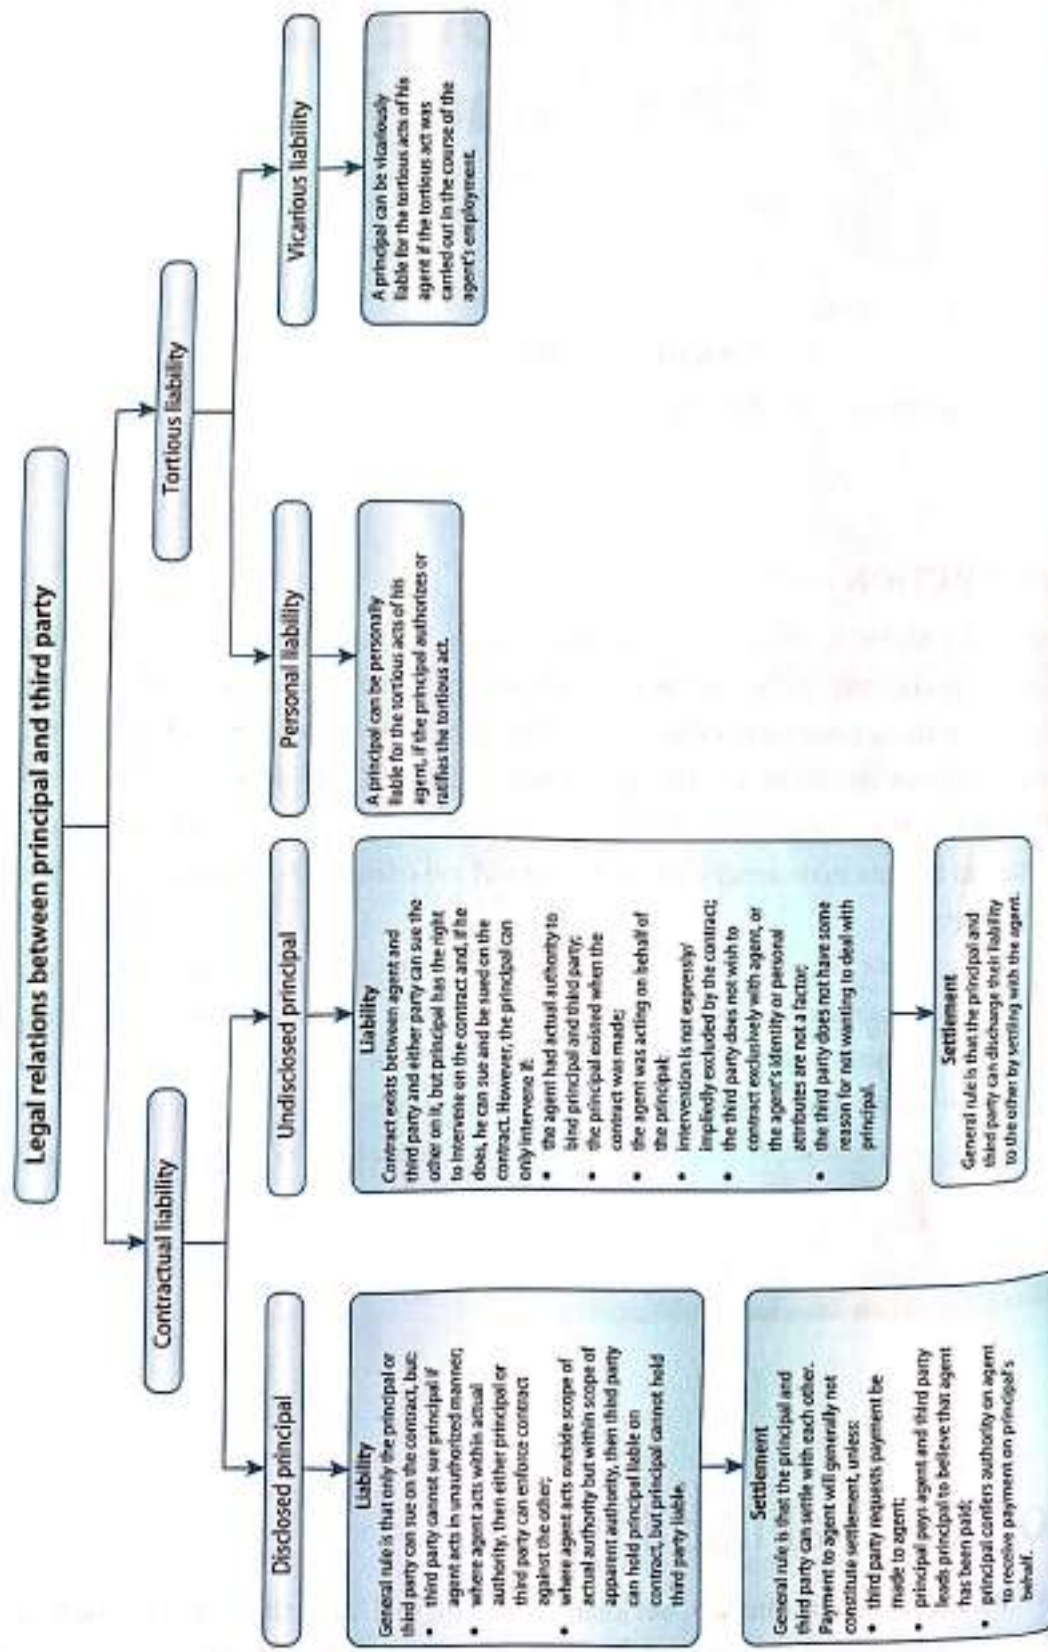 Legal relations between principal and third party
Contractual liability
Disclosed principal
Liability
General rule is that only the principal or
third party can sue on the contract, but:
• third party cannot sue principal if
agent acts in unauthorized manner;
• where agent acts within actual
authority, then either principal or
third party can enforce contract
against the other;
• where agent acts outside scope of
actual authority but within scope of
apparent authority, then third party
can hold principal liable on
contract, but principal cannot hold
third party liable.
Settlement
General rule is that the principal and
third party can settle with each other.
Payment to agent will generally not
constitute settlement, unless:
• third party requests payment be
made to agent;
• principal pays agent and third party
leads principal to believe that agent
has been paid;
• principal confers authority on agent
to receive payment on principal's
behalf.
Undisclosed principal
Liability
Contract exists between agent and
third party and either party can sue the
other on it, but principal has the right
to intervene on the contract and, if he
does, he can sue and be sued on the
contract. However, the principal can
only intervene if:
• the agent had actual authority to
bind principal and third party;
• the principal existed when the
contract was made;
• the agent was acting on behalf of
the principal;
• intervention is not expressly/
impliedly excluded by the contract;
• the third party does not wish to
contract exclusively with agent, or
the agent's identity or personal
attributes are not a factor;
• the third party does not have some
reason for not wanting to deal with
principal.
Settlement
General rule is that the principal and
third party can discharge their liability
to the other by settling with the agent.
Tortious liability
Personal liability
A principal can be personally
liable for the tortious acts of his
agent, if the principal authorizes or
ratifies the tortious act.
Vicarious liability
A principal can be vicariously
liable for the tortious acts of his
agent if the tortious act was
carried out in the course of the
agent's employment.